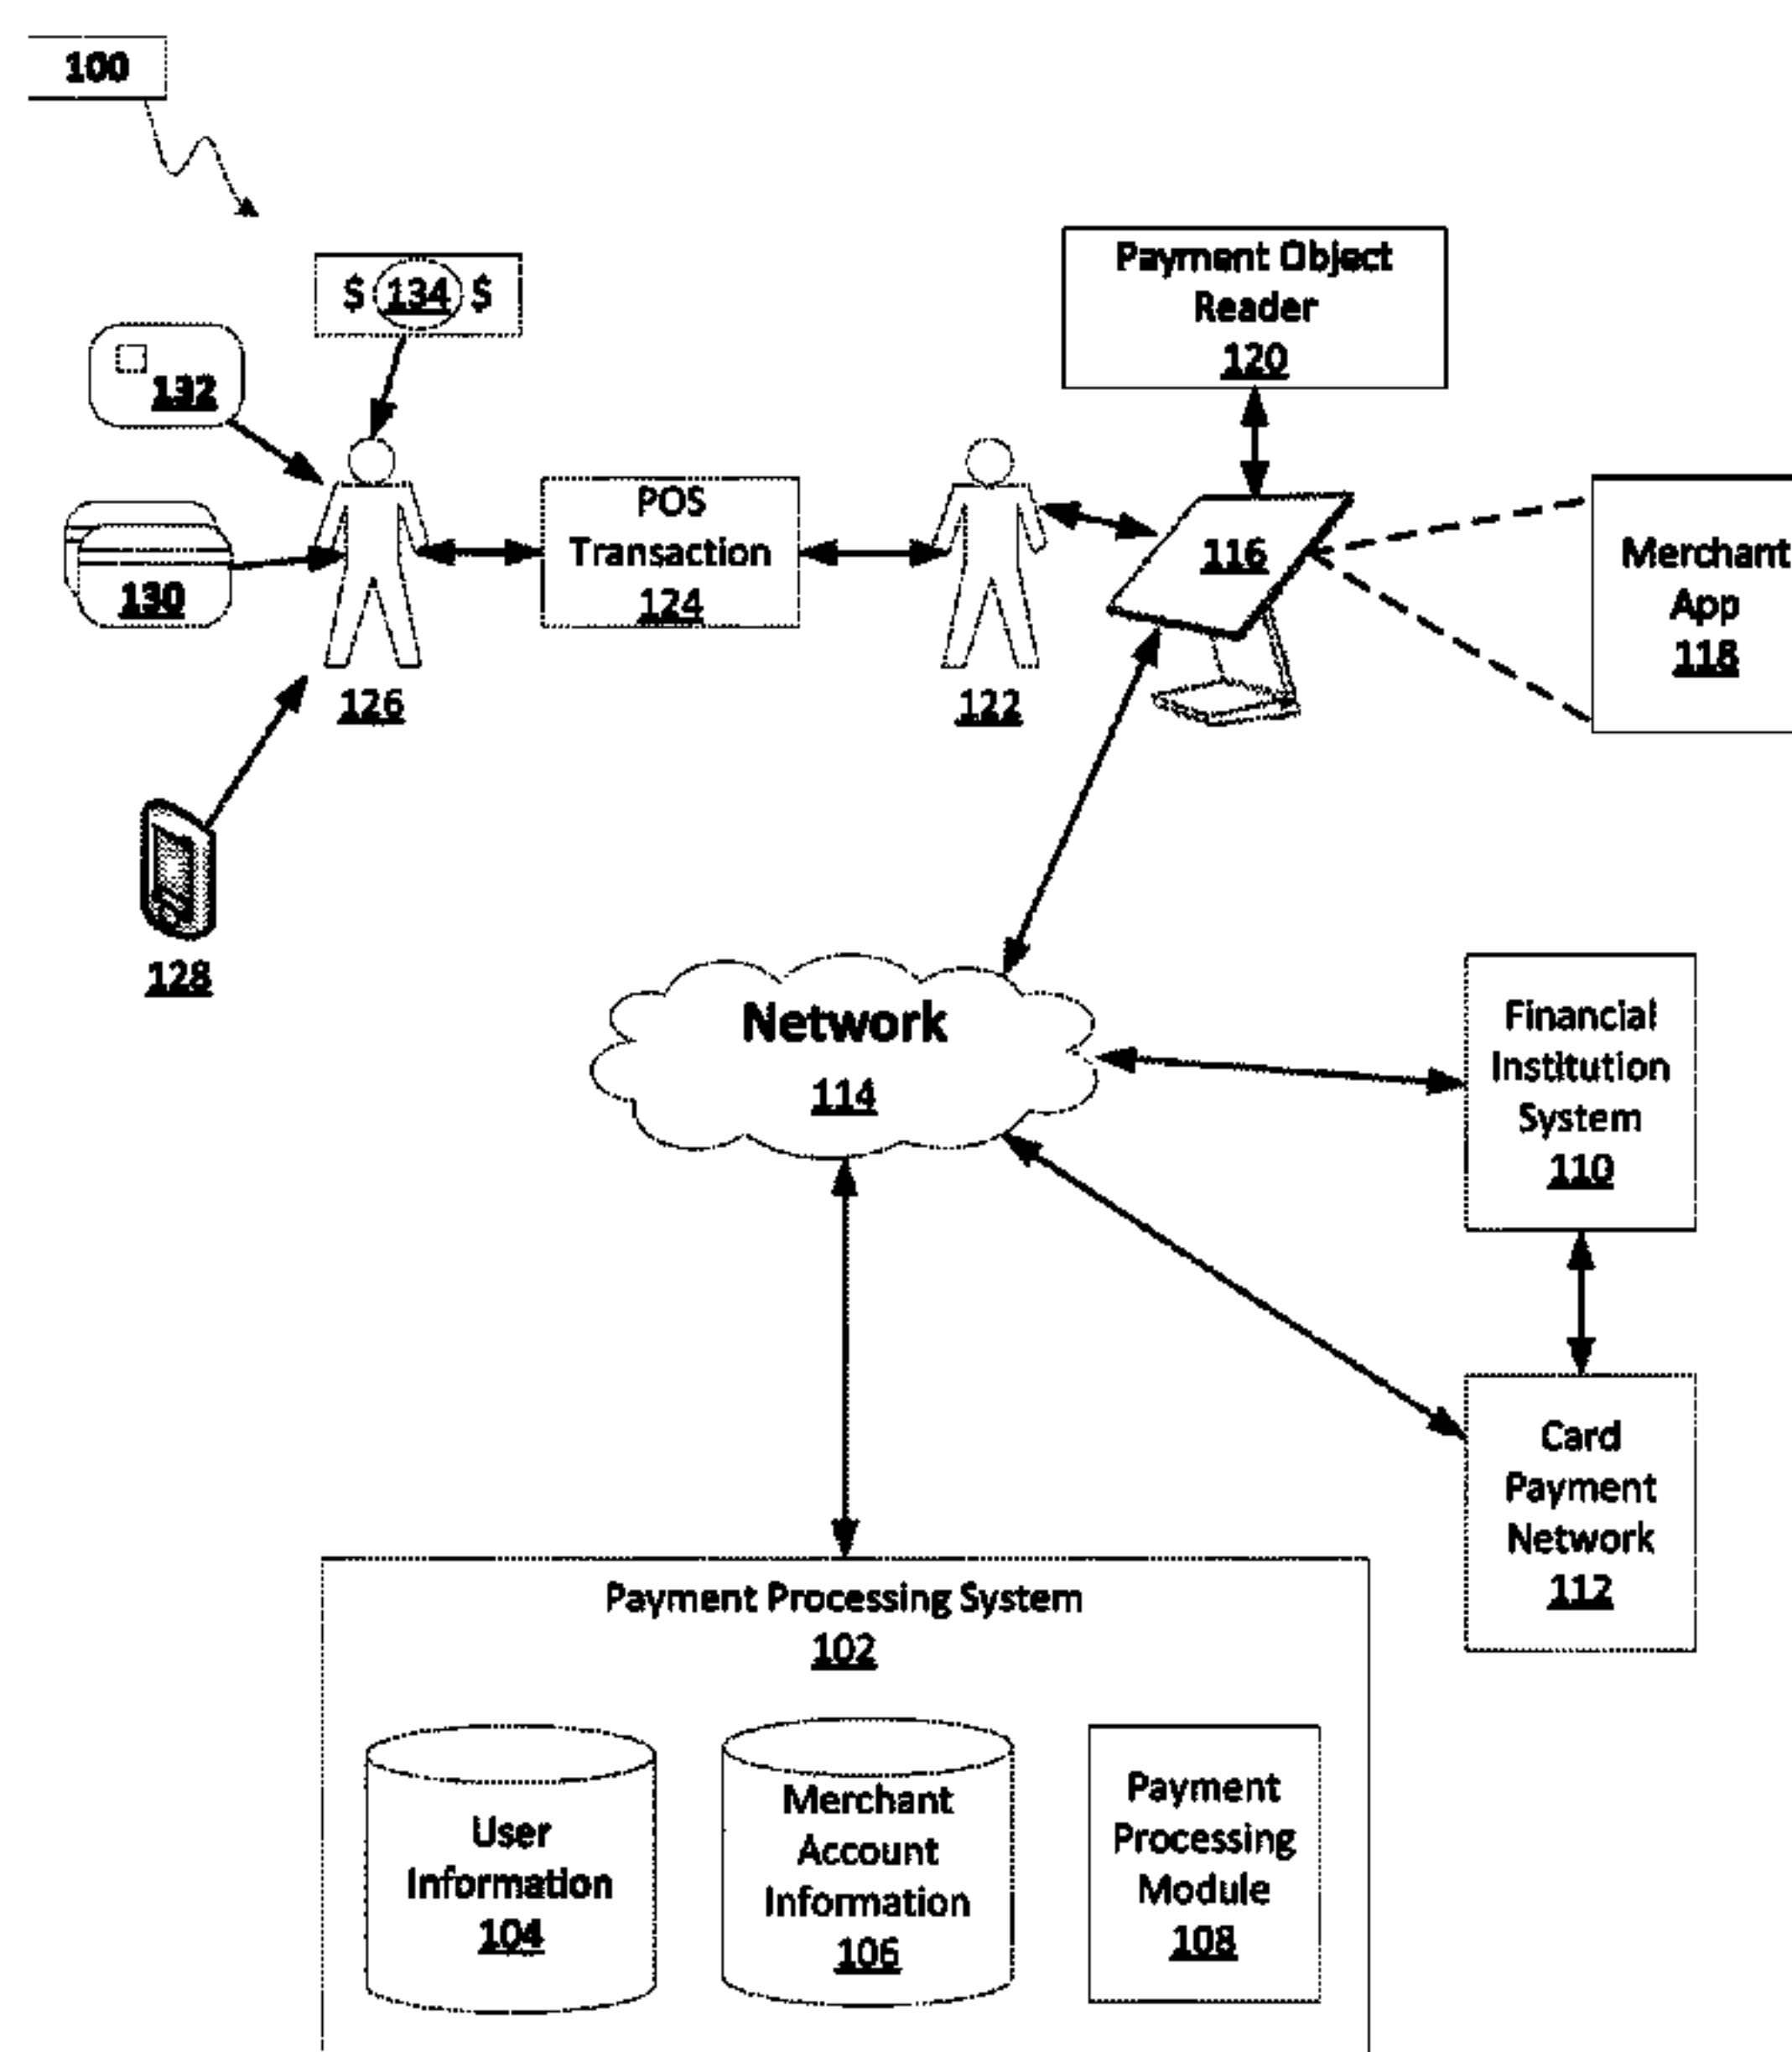 100
$ 134 $
132
130
Payment Object
Reader
120
POS
Transaction
124
116
Merchant
App
118
126
122
128
Network
114
Financial
Institution
System
110
Card
Payment
Network
112
Payment Processing System
102
User
Information
104
Merchant
Account
Information
106
Payment
Processing
Module
108